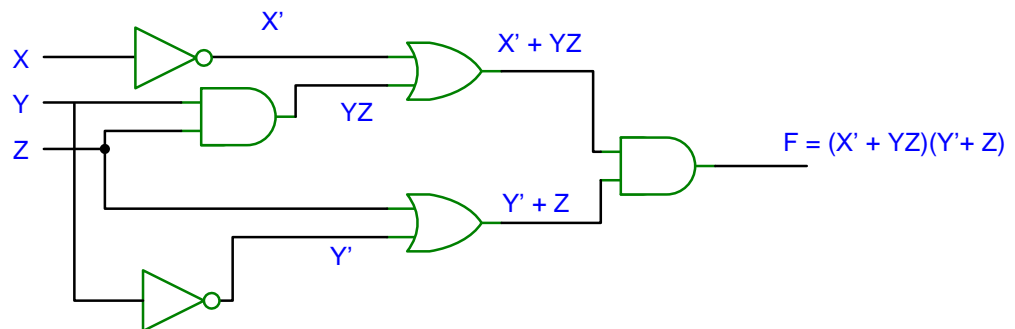 X'
X
X' + YZ
Y
YZ
Z
F = (X' + YZ)(Y'+ Z)
Y' + Z
Y'